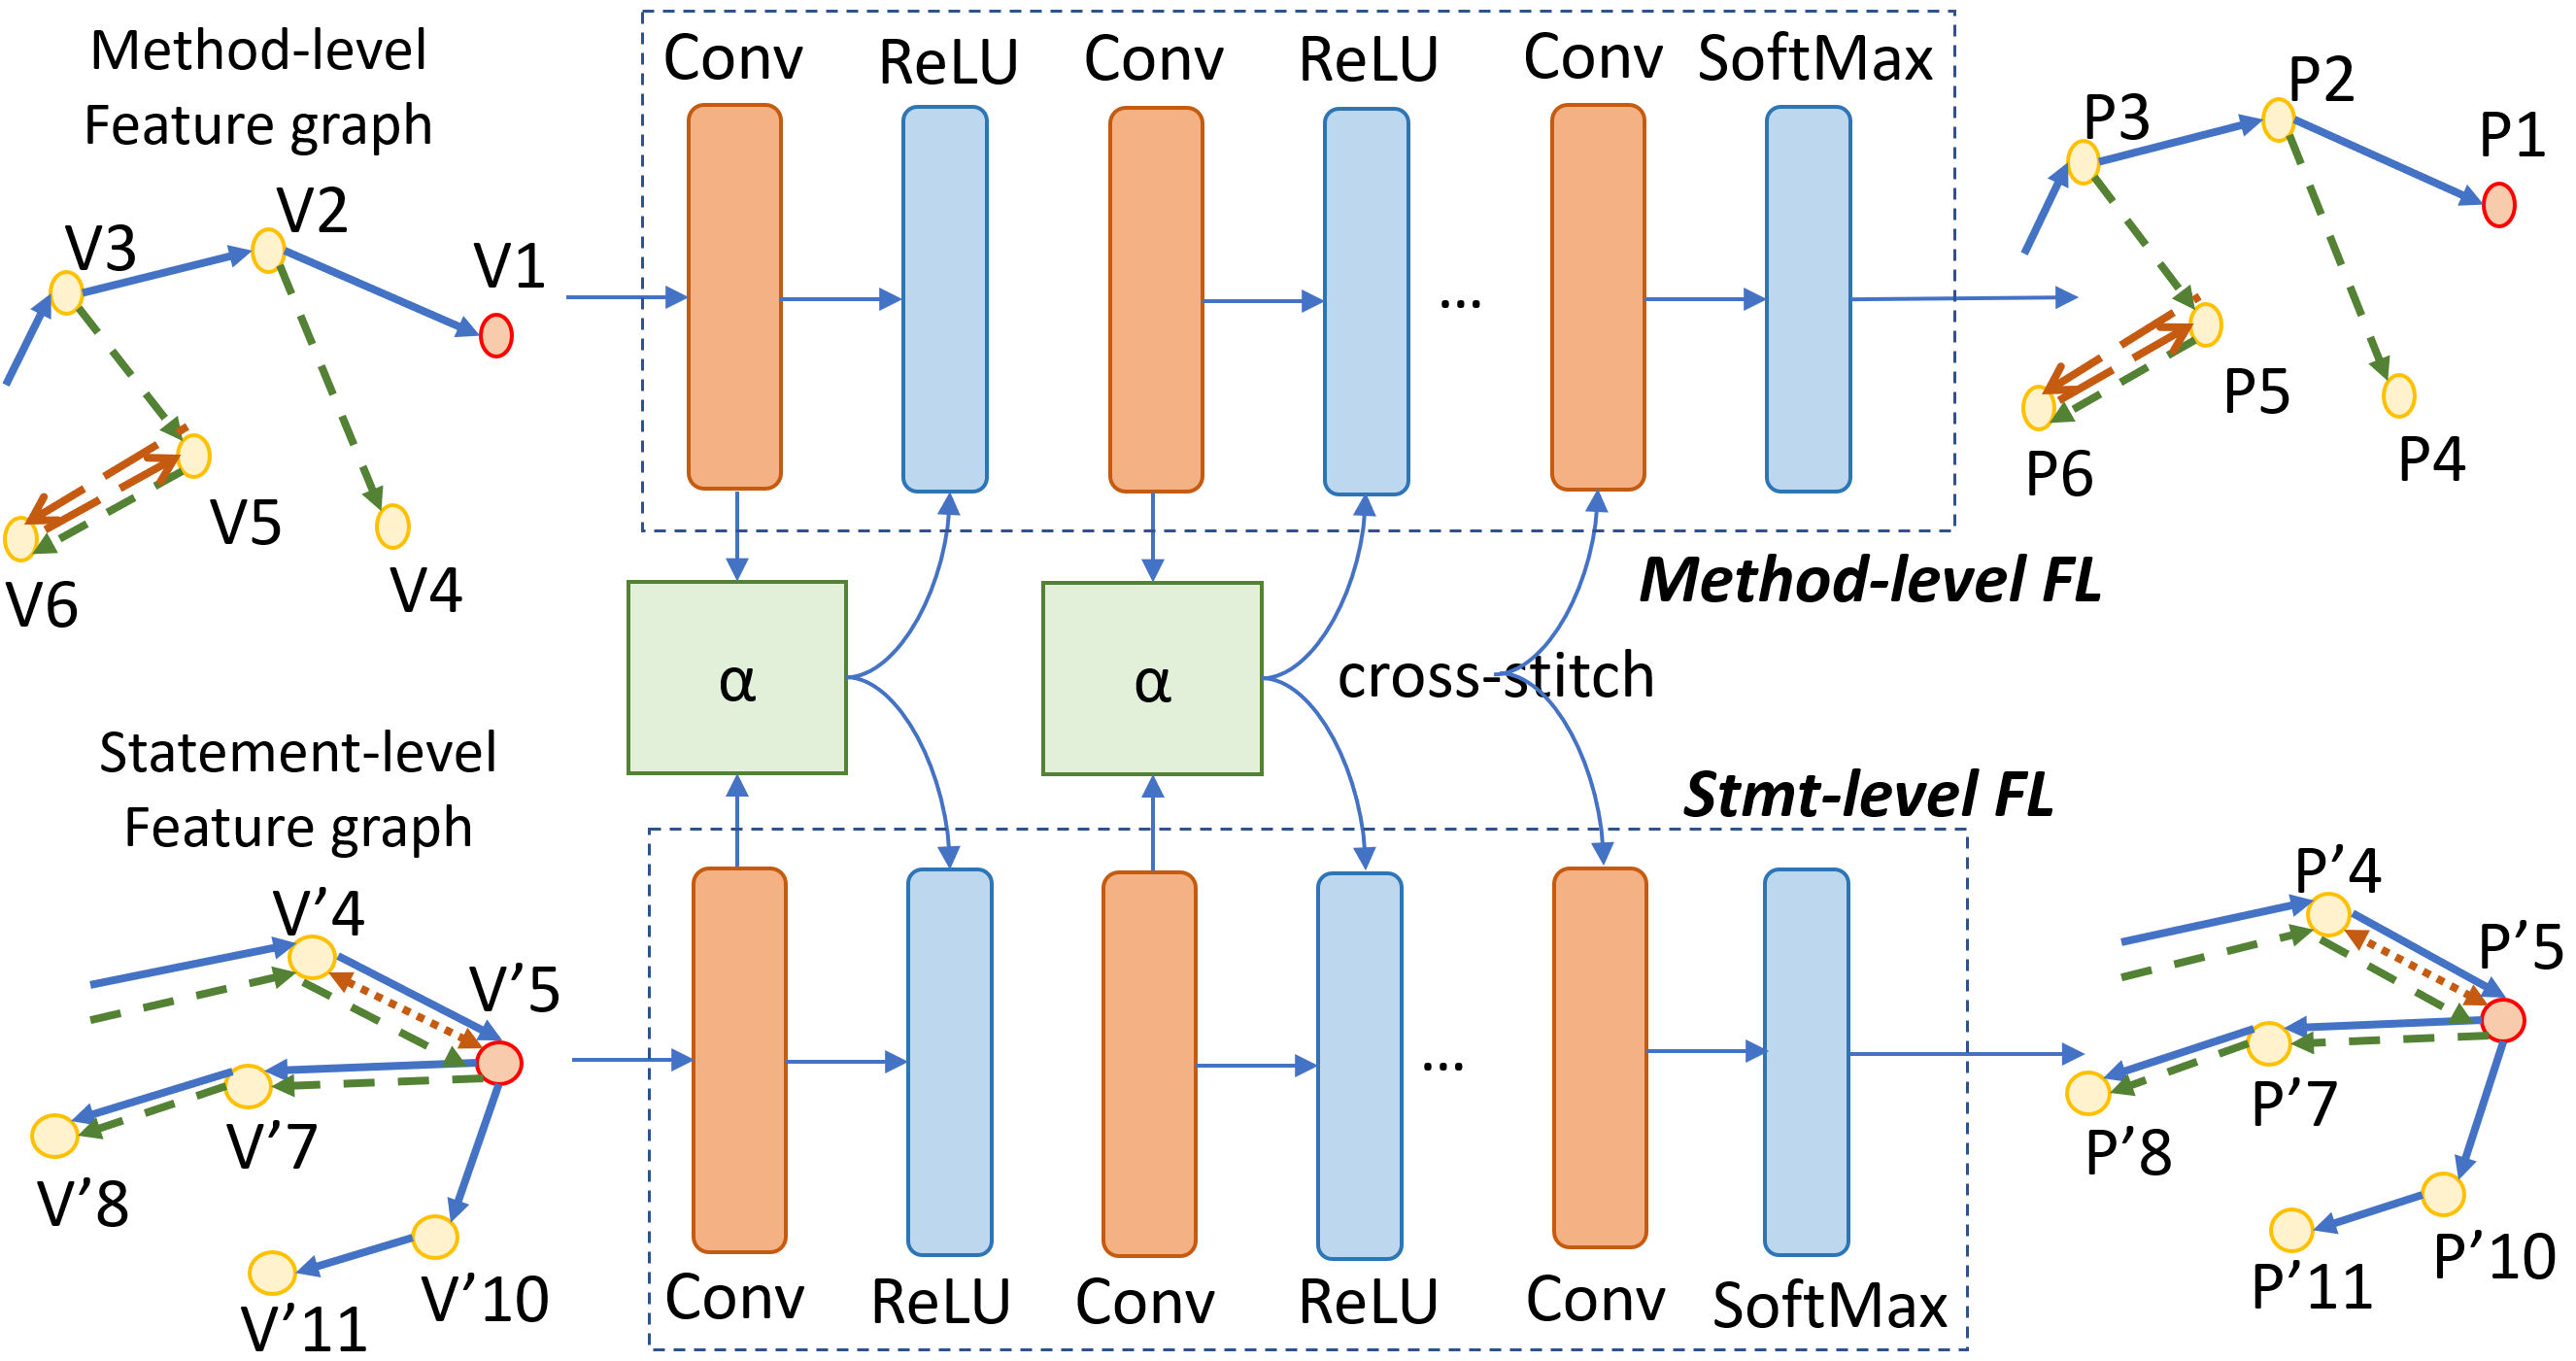 Method-level
Feature graph
V3
V2
V1
V5
V4
V6
Conv
ReLU
Conv
ReLU
Conv
SoftMax
...
P3
P2
P1
P5
P4
P6
Method-level FL
α
α
cross-stitch
Stmt-level FL
Statement-level
Feature graph
V’4
V’5
V’7
V’8
V’10
V’11
...
Conv
ReLU
Conv
ReLU
Conv
SoftMax
P’4
P’5
P’7
P’8
P’10
P’11